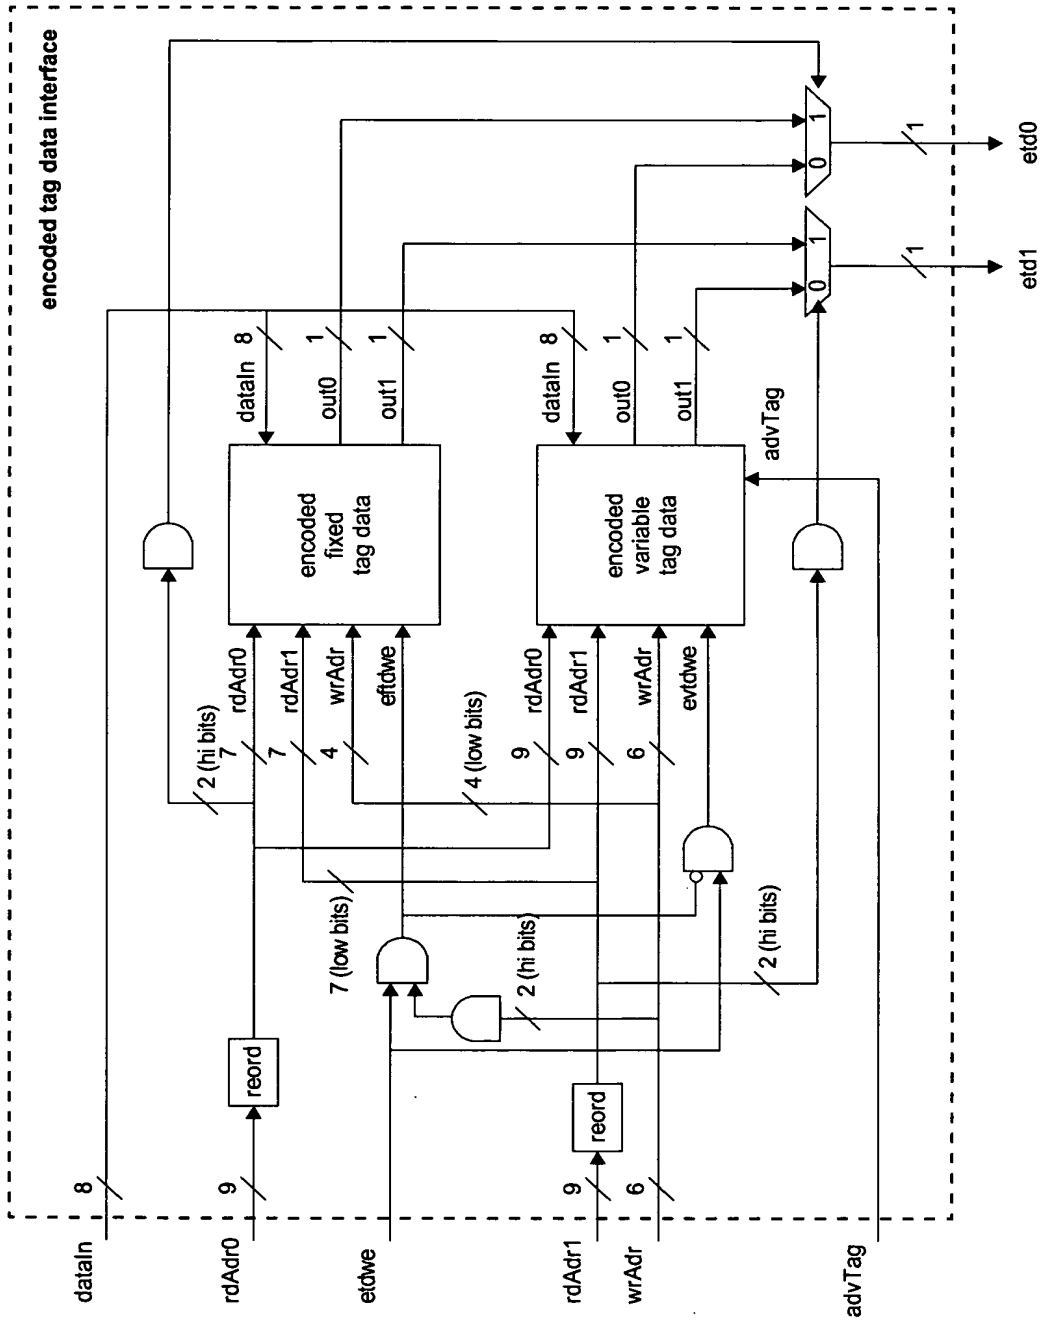 encoded tag data interface
dataIn
8
rdAdr0
9
reord
etdwe
rdAdr1
9
reord
wrAdr
6
advTag
2 (hi bits)
7
rdAdr0
7
rdAdr1
4
wrAdr
eftdwe
7 (low bits)
4 (low bits)
2 (hi bits)
9
rdAdr0
9
rdAdr1
6
wrAdr
evtdwe
2 (hi bits)
encoded
fixed
tag data
dataIn
8
out0
1
out1
1
encoded
variable
tag data
dataIn
8
out0
1
out1
1
advTag
0
1
1
etd0
0
1
1
etd1